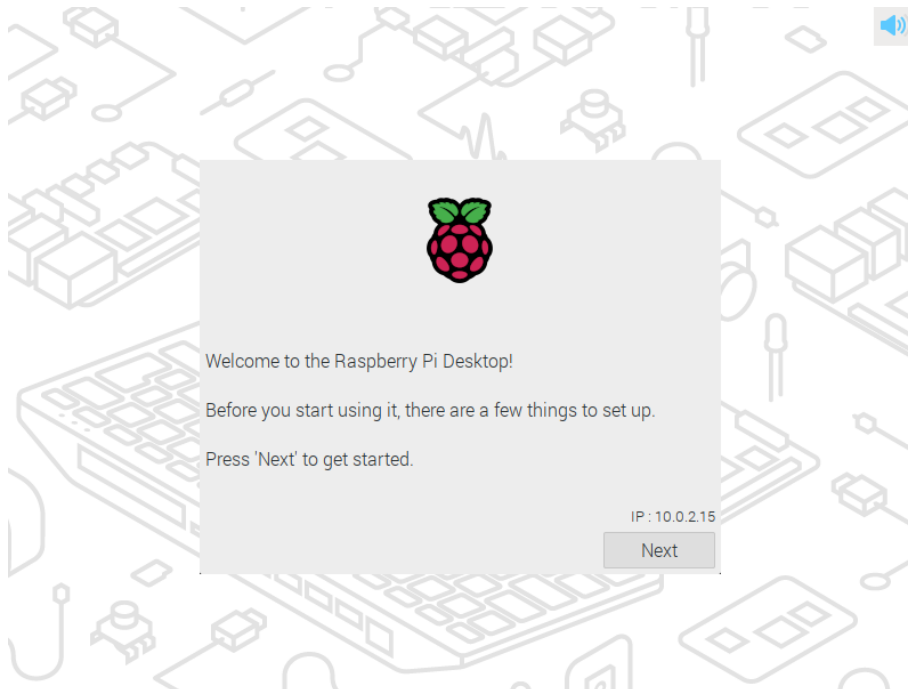 Welcome to the Raspberry Pi Desktop!
Before you start using it, there are a few things to set up.
Press 'Next' to get started.
IP : 10.0.2.15
Next